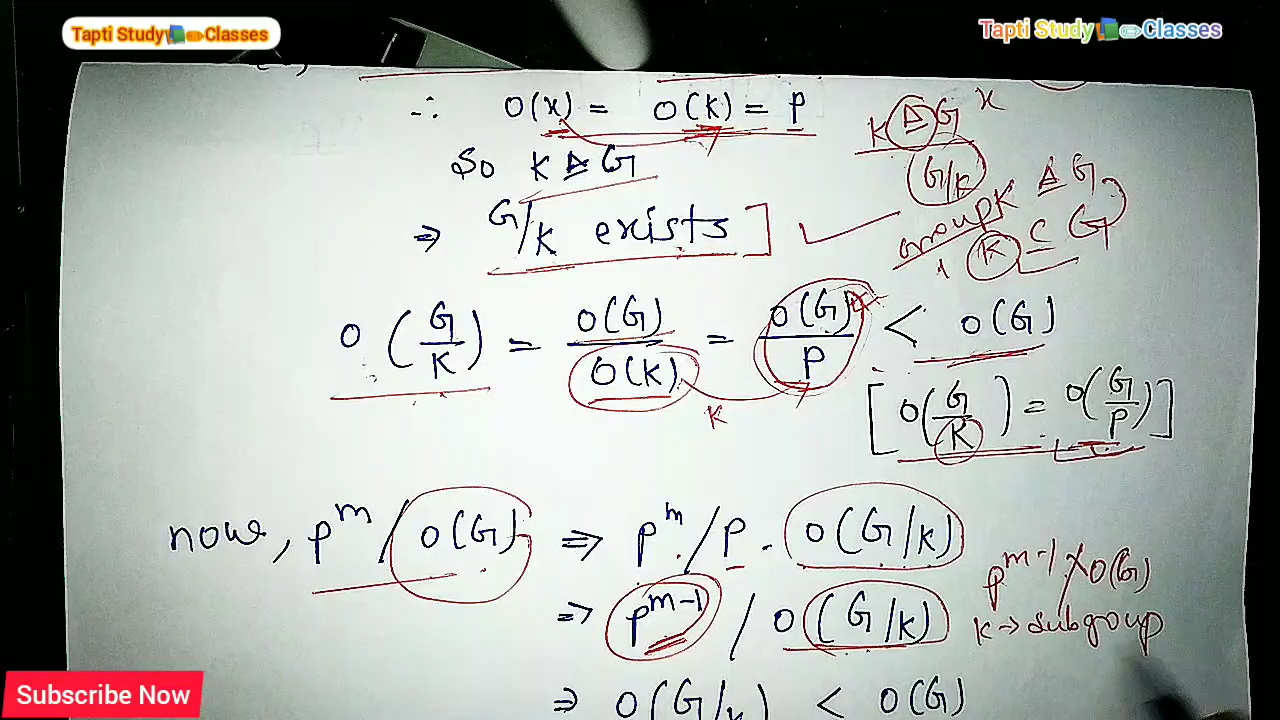 Tapti Study Classes
Tapti Study Classes
∴ O(x) = O(K) = P
K ⊴ G x
So K ⊴ G
G/K
⇒ G/K exists]
group K ⊴ G
K ⊆ G
O(G/K) = O(G)/O(K) = O(G)/P < O(G)
K
[O(G/K) = O(G/P)]
now, p^m / O(G) ⇒ p^m / p . O(G/K)
⇒ p^{m-1} / O(G/K)
p^{m-1} ∤ O(G)
K → subgroup
⇒ O(G/K) < O(G)
Subscribe Now